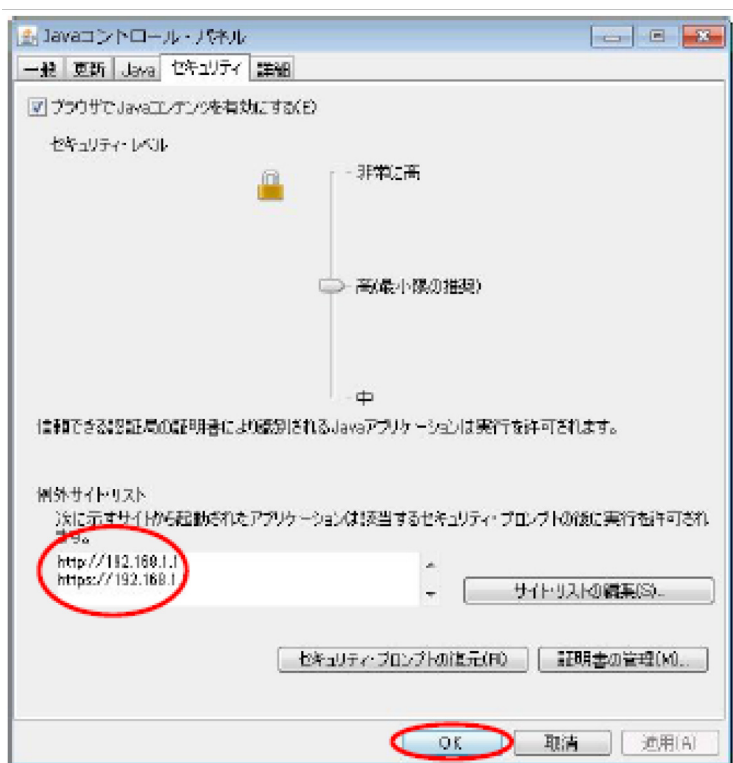 Javaコントロール・パネル
一般 更新 Java セキュリティ 詳細
ブラウザでJavaコンテンツを有効にする(E)
セキュリティ・レベル
非常に高
高(最小限の推奨)
中
信頼できる認証局の証明書により識別されるJavaアプリケーションは実行を許可されます。
例外サイト・リスト
次に示すサイトから起動されたアプリケーションは該当するセキュリティ・プロンプトの後に実行を許可され
ます。
http://192.168.1.1
https://192.168.1.
サイト・リストの編集(S)...
セキュリティ・プロンプトの復元(R) 証明書の管理(M)...
OK 取消 適用(A)